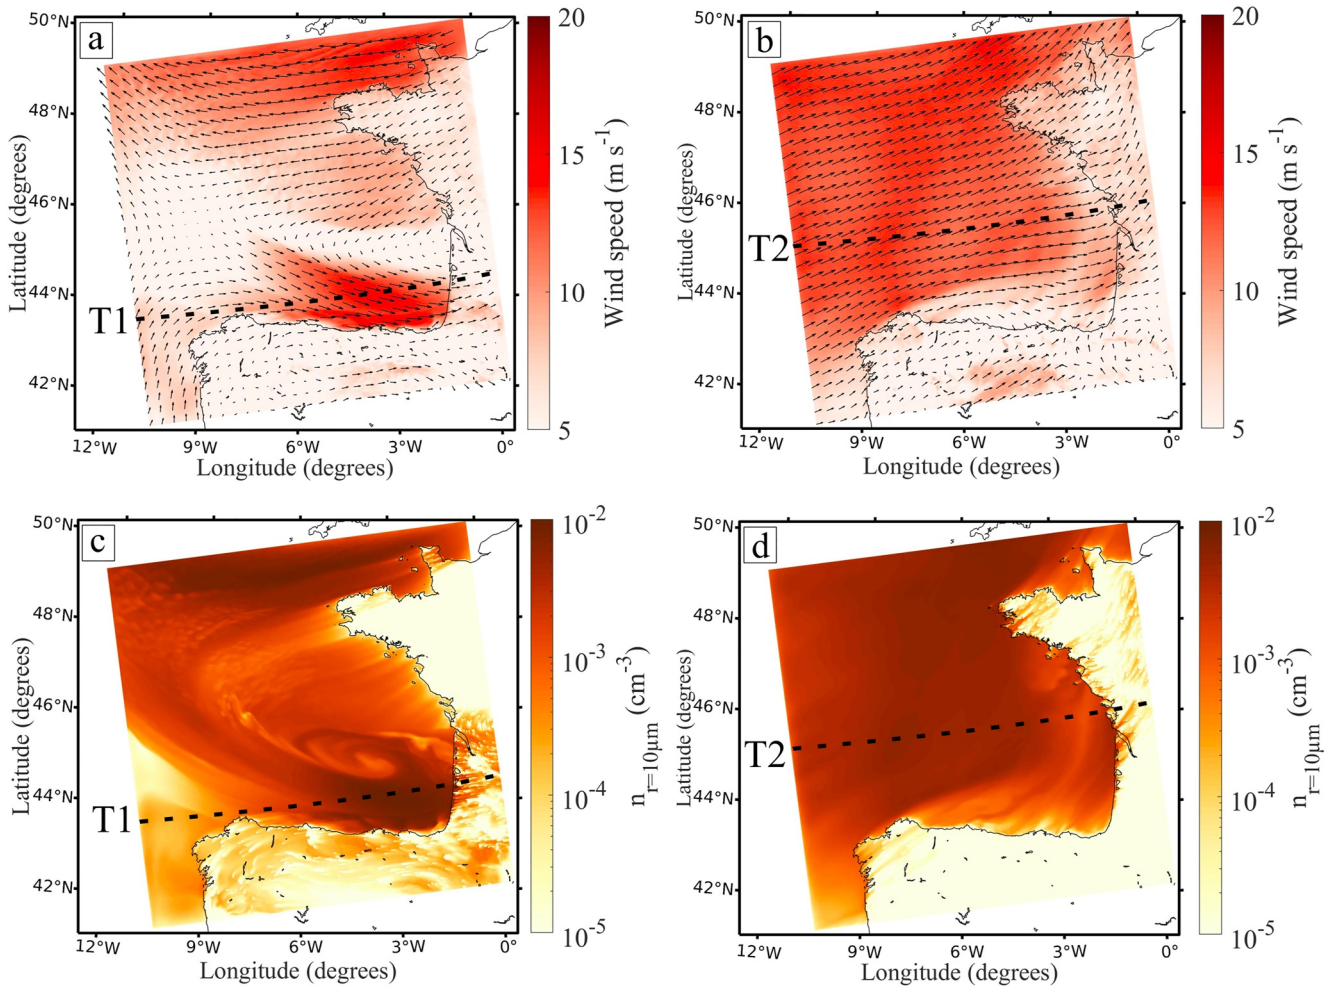 a
50°N
48°N
46°N
44°N
42°N
12°W
9°W
6°W
3°W
0°
Latitude (degrees)
Longitude (degrees)
T1
20
15
10
5
Wind speed (m s⁻¹)
b
50°N
48°N
46°N
44°N
42°N
12°W
9°W
6°W
3°W
0°
Latitude (degrees)
Longitude (degrees)
T2
20
15
10
5
Wind speed (m s⁻¹)
c
50°N
48°N
46°N
44°N
42°N
12°W
9°W
6°W
3°W
0°
Latitude (degrees)
Longitude (degrees)
T1
10⁻²
10⁻³
10⁻⁴
10⁻⁵
n r=10μm (cm⁻³)
d
50°N
48°N
46°N
44°N
42°N
12°W
9°W
6°W
3°W
0°
Latitude (degrees)
Longitude (degrees)
T2
10⁻²
10⁻³
10⁻⁴
10⁻⁵
n r=10μm (cm⁻³)